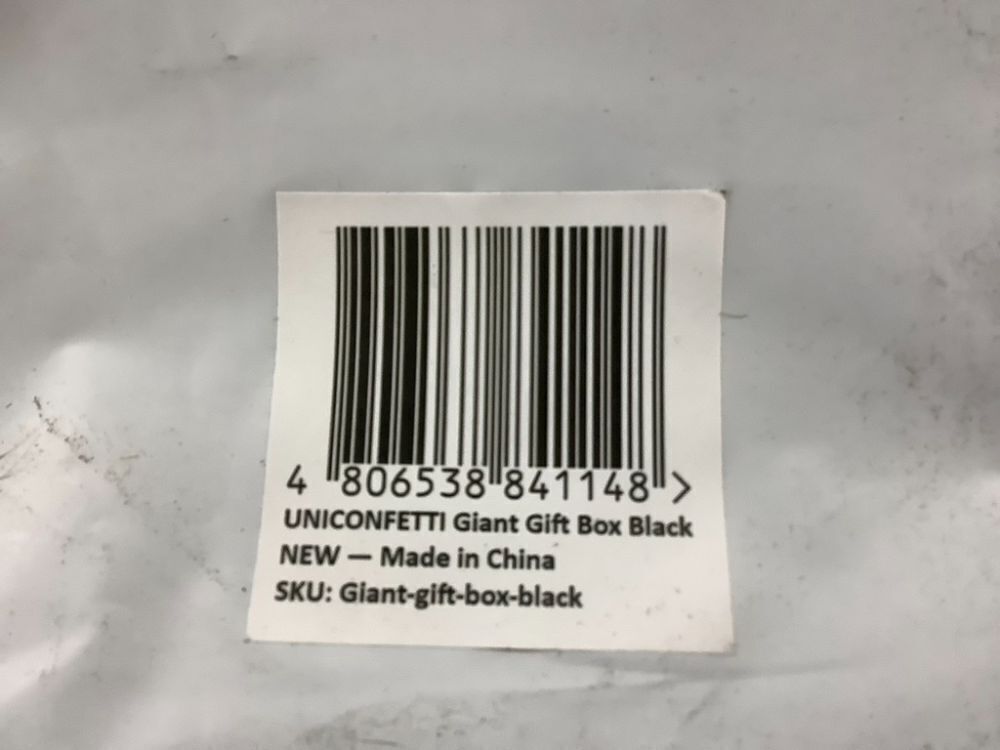 4 806538 841148 >
UNICONFETTI Giant Gift Box Black
NEW — Made in China
SKU: Giant-gift-box-black